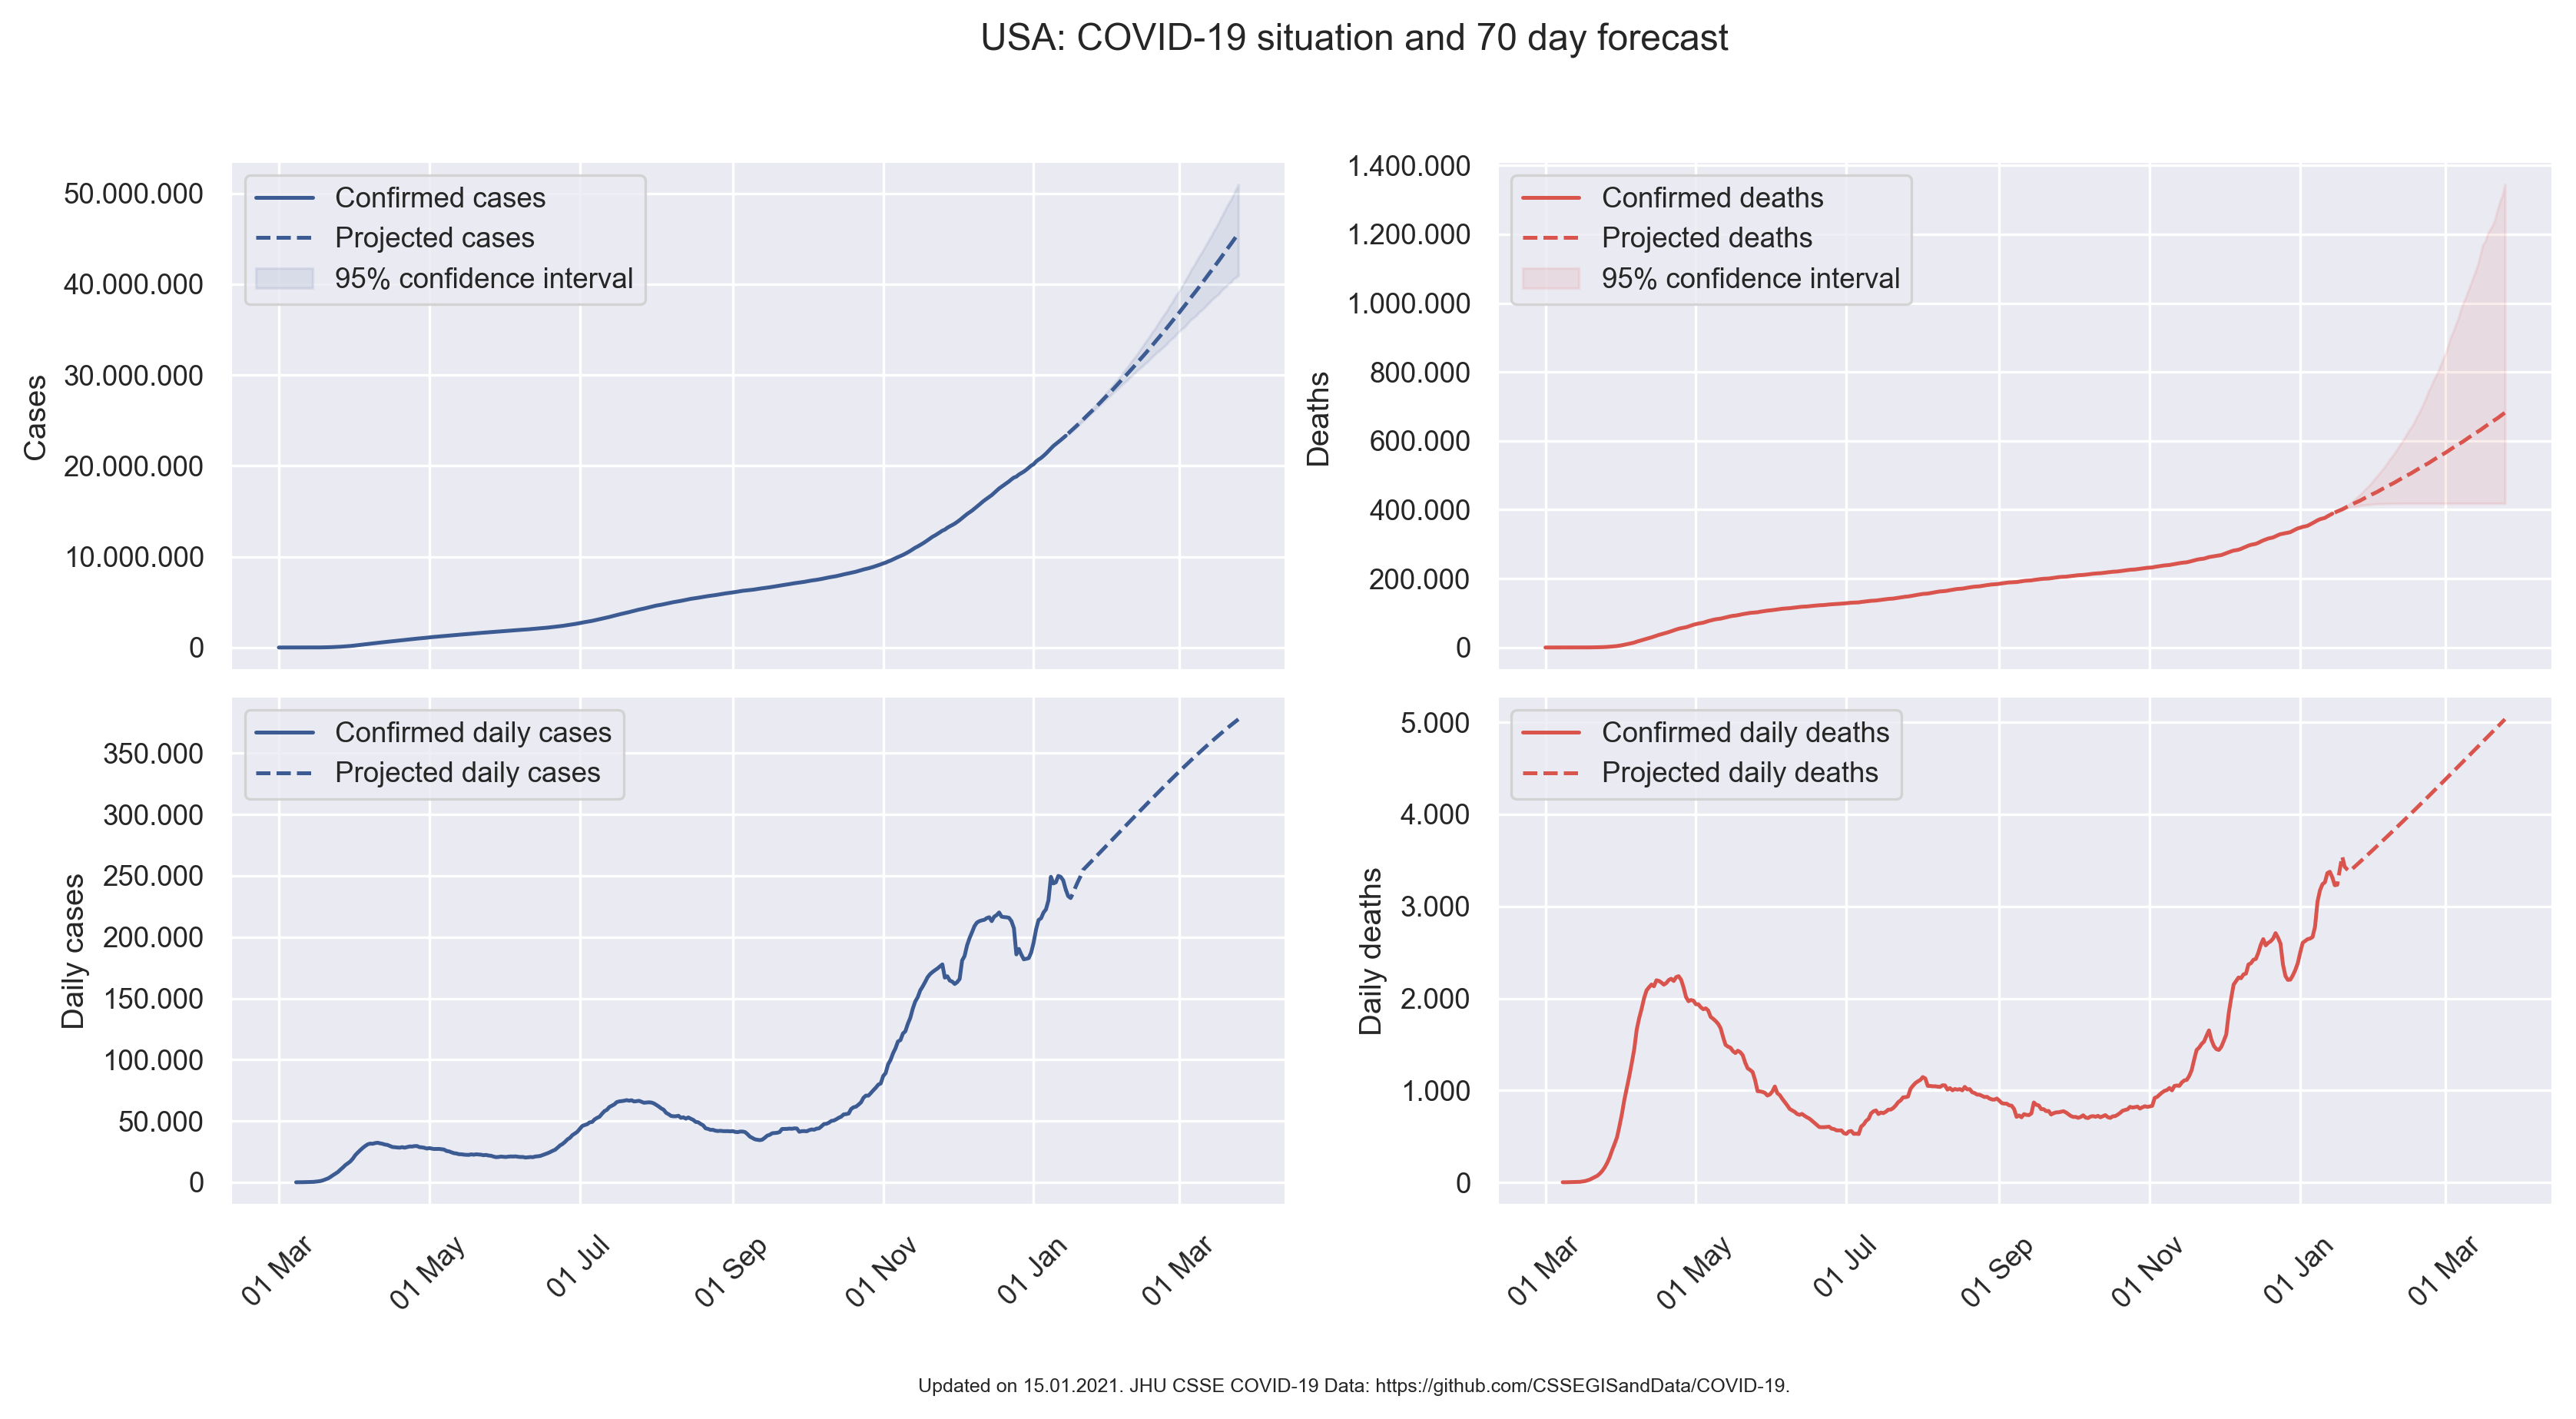 USA: COVID-19 situation and 70 day forecast
Cases
50.000.000
40.000.000
30.000.000
20.000.000
10.000.000
0
Confirmed cases
Projected cases
95% confidence interval
Deaths
1.400.000
1.200.000
1.000.000
800.000
600.000
400.000
200.000
0
Confirmed deaths
Projected deaths
95% confidence interval
Daily cases
350.000
300.000
250.000
200.000
150.000
100.000
50.000
0
Confirmed daily cases
Projected daily cases
01 Mar
01 May
01 Jul
01 Sep
01 Nov
01 Jan
01 Mar
Daily deaths
5.000
4.000
3.000
2.000
1.000
0
Confirmed daily deaths
Projected daily deaths
01 Mar
01 May
01 Jul
01 Sep
01 Nov
01 Jan
01 Mar
Updated on 15.01.2021. JHU CSSE COVID-19 Data: https://github.com/CSSEGISandData/COVID-19.